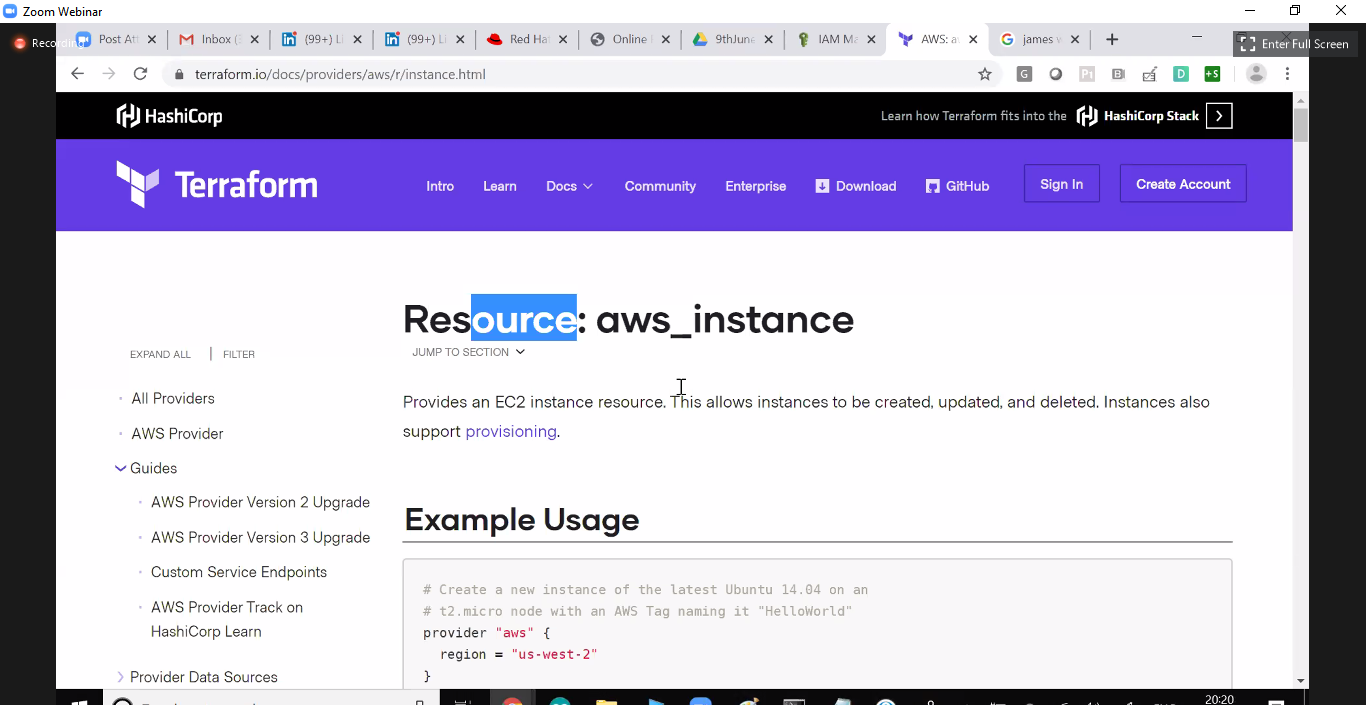 Zoom Webinar
Recording
Post At
Inbox (
(99+) Li
(99+) Li
Red Ha
Online
9thJune
IAM Ma
AWS: a
james w
Enter Full Screen
terraform.io/docs/providers/aws/r/instance.html
HashiCorp
Learn how Terraform fits into the HashiCorp Stack
Terraform
Intro Learn Docs Community Enterprise Download GitHub Sign In Create Account
Resource: aws_instance
JUMP TO SECTION
EXPAND ALL | FILTER
All Providers
AWS Provider
Guides
AWS Provider Version 2 Upgrade
AWS Provider Version 3 Upgrade
Custom Service Endpoints
AWS Provider Track on
HashiCorp Learn
Provider Data Sources
Provides an EC2 instance resource. This allows instances to be created, updated, and deleted. Instances also
support provisioning.
Example Usage
# Create a new instance of the latest Ubuntu 14.04 on an
# t2.micro node with an AWS Tag naming it "HelloWorld"
provider "aws" {
region = "us-west-2"
}
20:20